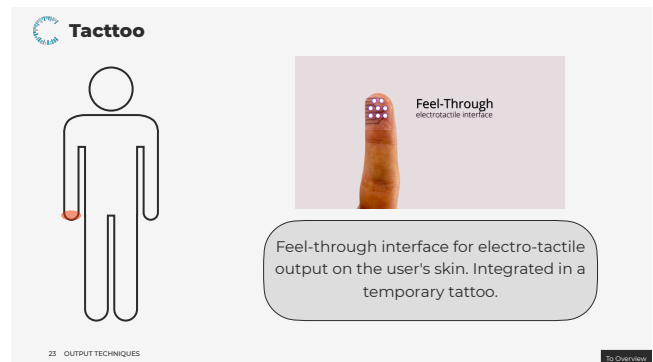 Tacttoo
Feel-Through
electrotactile interface
Feel-through interface for electro-tactile
output on the user's skin. Integrated in a
temporary tattoo.
23 OUTPUT TECHNIQUES
To Overview